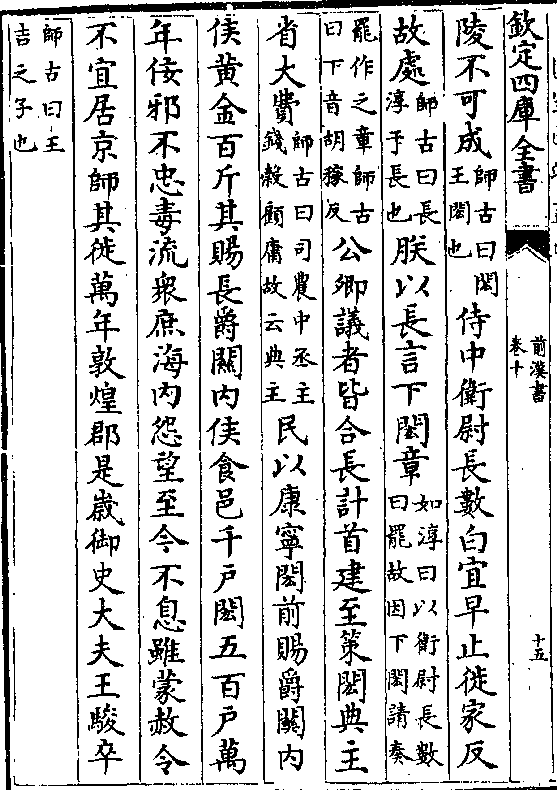 欽定四庫全書
前漢書
卷十
十五
陵不可成師古曰閎王閎也侍中衛尉長數白宜早止徙家反
故處師古曰長淳于長也朕以長言下閎章如淳曰以衛尉長數曰罷故因下閎請奏
罷作之章師古曰下音胡稼反公卿議者皆合長計首建至策閎典主
省大費師古曰司農中丞主錢穀顧庸故云典主民以康寧閎前賜爵關内
侯黄金百斤其賜長爵關内侯食邑千户閎五百户萬
年佞邪不忠毒流衆庶海内怨望至今不息雖蒙赦令
不宜居京師其徙萬年敦煌郡是歲御史大夫王駿卒
師古曰王吉之子也